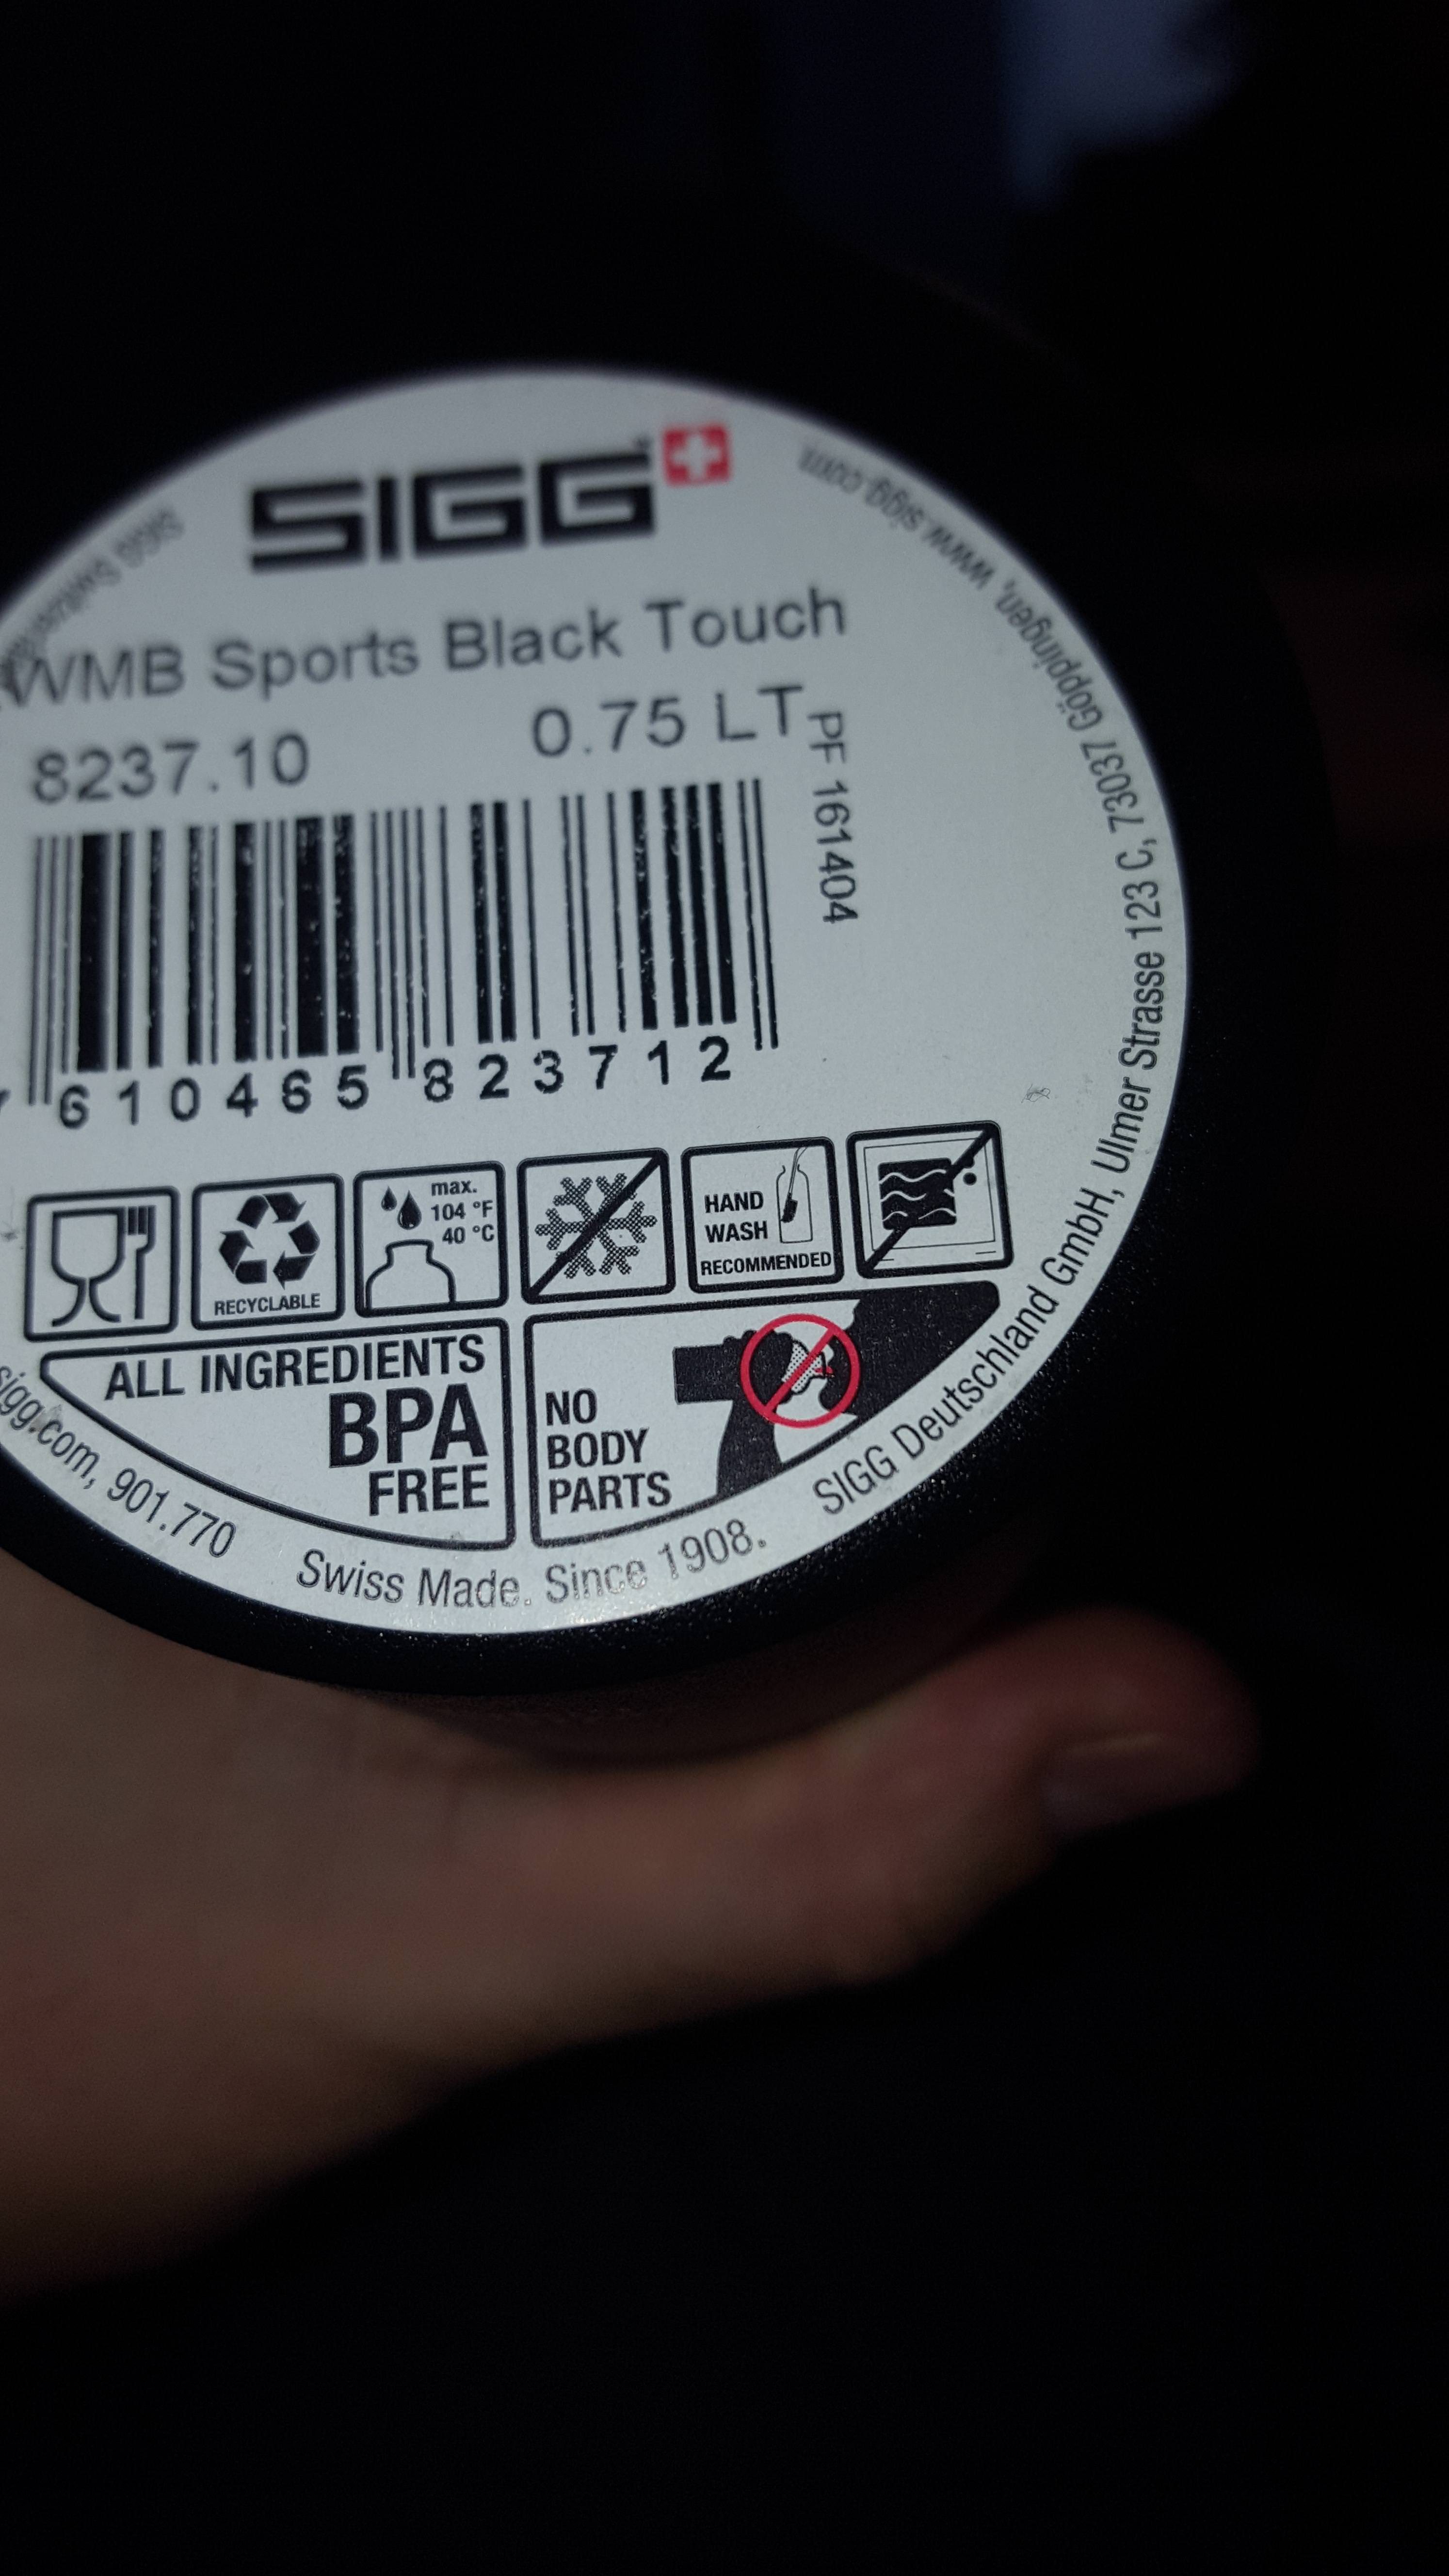 SIGG
WMB Sports Black Touch
8237.10 0.75 LT
PF 161404
610465 823712
RECYCLABLE
max.
104 °F
40 °C
HAND
WASH
RECOMMENDED
ALL INGREDIENTS
BPA
FREE
NO
BODY
PARTS
sigg.com, 901.770
Swiss Made. Since 1908.
SIGG Deutschland GmbH, Ulmer Strasse 123 C, 73037 Göppingen, www.sigg.com
SIGG